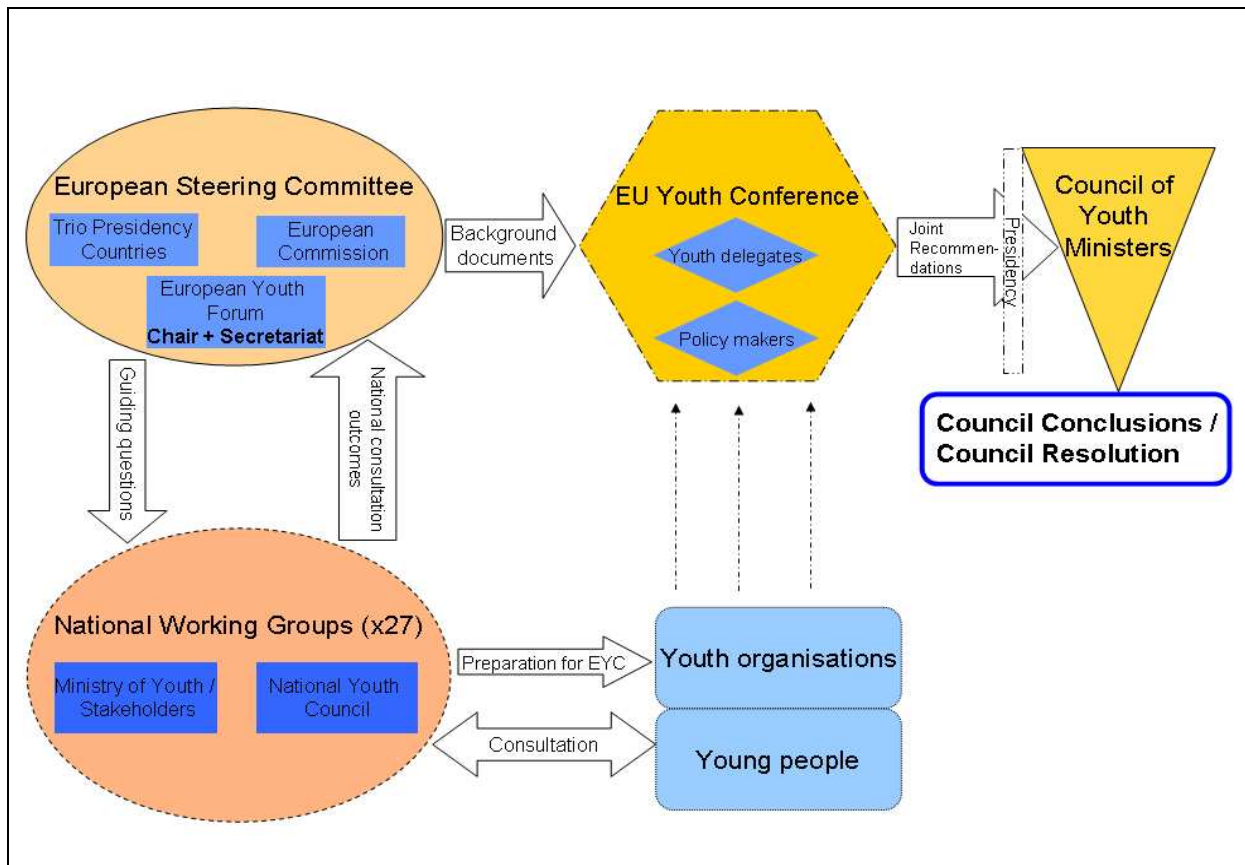 European Steering Committee
Trio Presidency
Countries
European
Commission
European Youth
Forum
Chair + Secretariat
Background
documents
EU Youth Conference
Youth delegates
Policy makers
Joint
Recommen-
dations
Presidency
Council of
Youth
Ministers
Council Conclusions /
Council Resolution
Guiding questions
National consultation
outcomes
National Working Groups (x27)
Ministry of Youth /
Stakeholders
National Youth
Council
Preparation for EYC
Consultation
Youth organisations
Young people